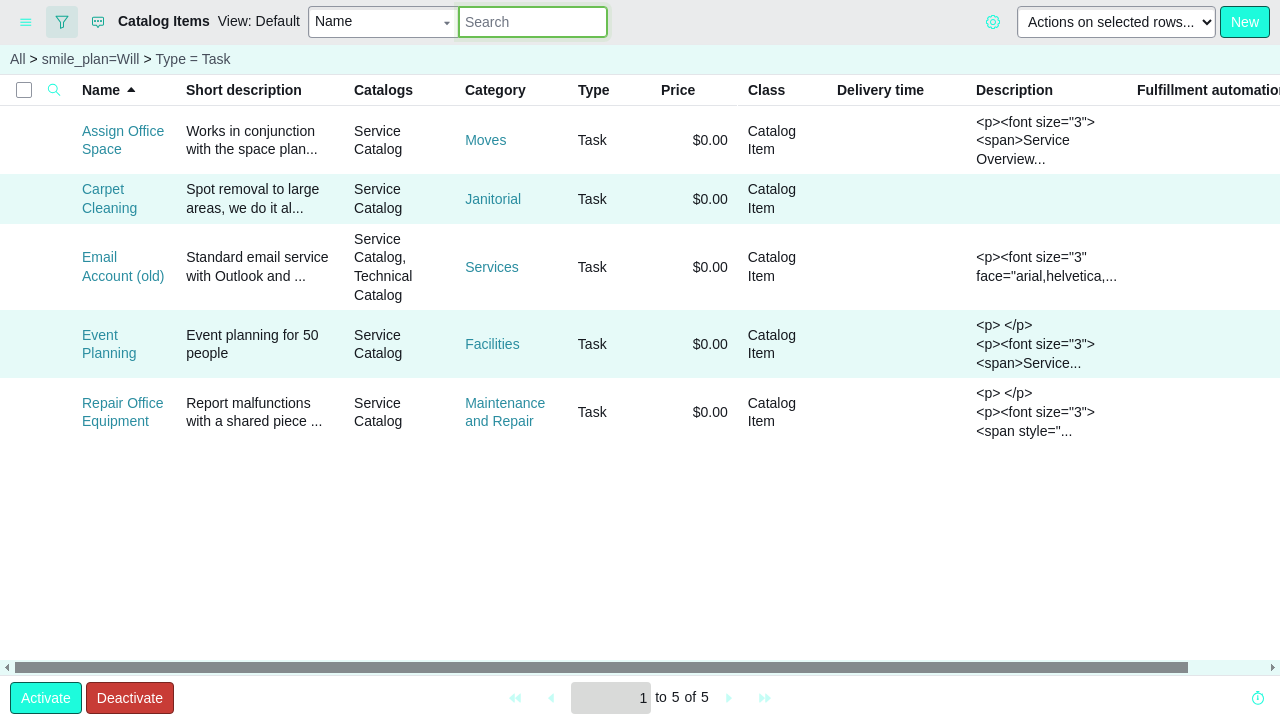 Catalog Items View: Default Name Search Actions on selected rows... New
All > smile_plan=Will > Type = Task
Name Short description Catalogs Category Type Price Class Delivery time Description Fulfillment automation
Assign Office
Space
Works in conjunction
with the space plan...
Service
Catalog
Moves
Task
$0.00
Catalog
Item
<p><font size="3">
<span>Service
Overview...
Carpet
Cleaning
Spot removal to large
areas, we do it al...
Service
Catalog
Janitorial
Task
$0.00
Catalog
Item
Email
Account (old)
Standard email service
with Outlook and ...
Service
Catalog,
Technical
Catalog
Services
Task
$0.00
Catalog
Item
<p><font size="3"
face="arial,helvetica,...
Event
Planning
Event planning for 50
people
Service
Catalog
Facilities
Task
$0.00
Catalog
Item
<p> </p>
<p><font size="3">
<span>Service...
Repair Office
Equipment
Report malfunctions
with a shared piece ...
Service
Catalog
Maintenance
and Repair
Task
$0.00
Catalog
Item
<p> </p>
<p><font size="3">
<span style="...
Activate Deactivate 1 to 5 of 5